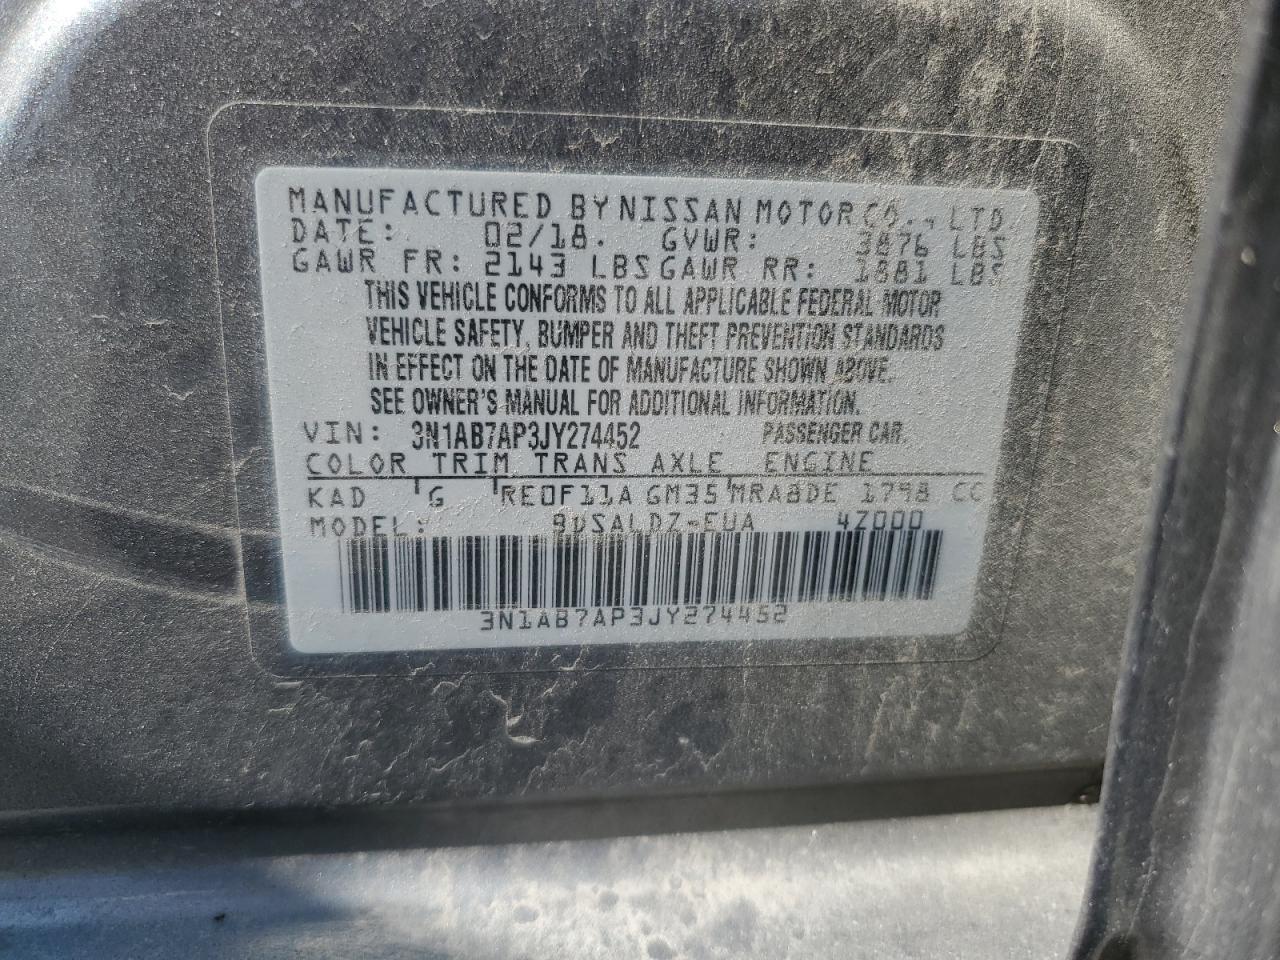 MANUFACTURED BY NISSAN MOTOR CO., LTD
DATE: 02/18. GVWR: 3876 LBS
GAWR FR: 2143 LBS GAWR RR: 1881 LBS
THIS VEHICLE CONFORMS TO ALL APPLICABLE FEDERAL MOTOR
VEHICLE SAFETY, BUMPER AND THEFT PREVENTION STANDARDS
IN EFFECT ON THE DATE OF MANUFACTURE SHOWN ABOVE.
SEE OWNER'S MANUAL FOR ADDITIONAL INFORMATION.
VIN: 3N1AB7AP3JY274452 PASSENGER CAR.
COLOR TRIM TRANS AXLE ENGINE
KAD G RE0F11A GM35 MRA8DE 1798 CC
MODEL: BDSALDZ-EUA 4Z000
3N1AB7AP3JY274452